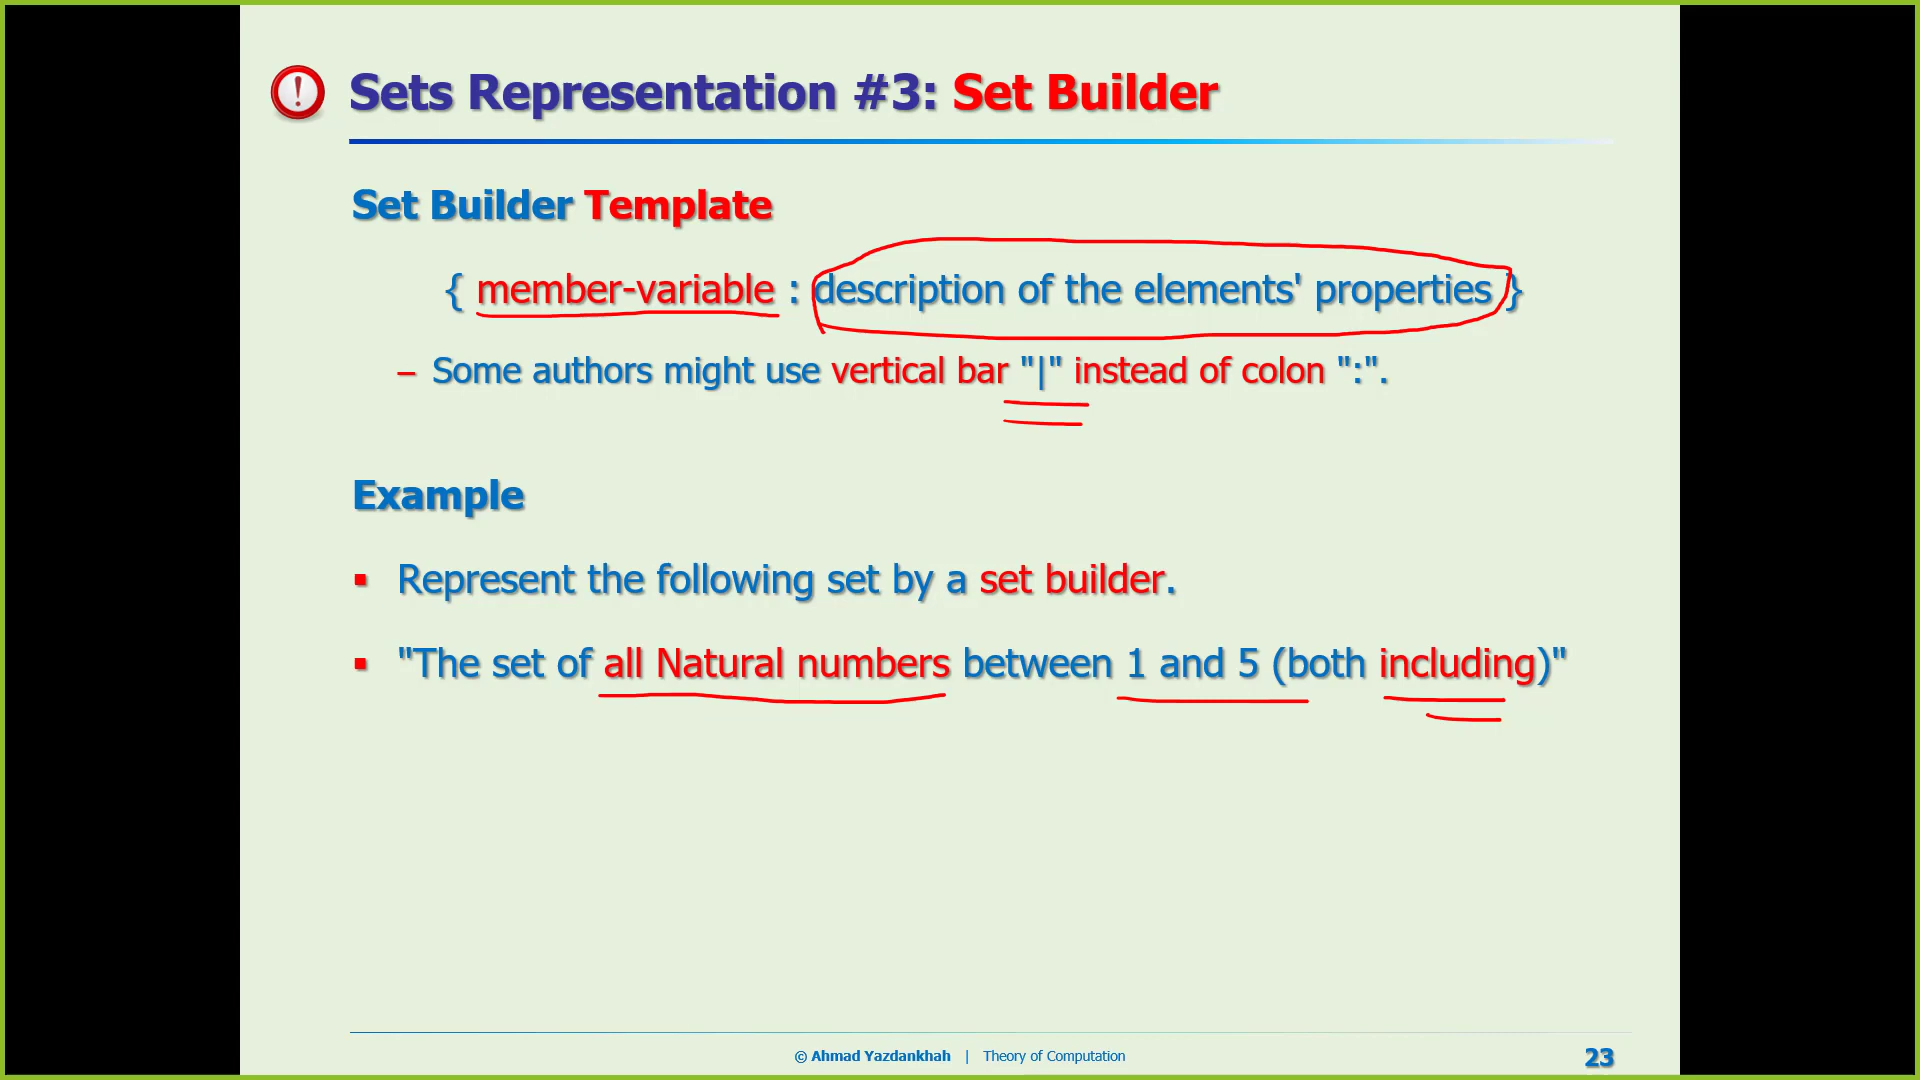 Sets Representation #3: Set Builder
Set Builder Template
{ member-variable : description of the elements' properties }
– Some authors might use vertical bar "|" instead of colon ":".
Example
▪ Represent the following set by a set builder.
▪ "The set of all Natural numbers between 1 and 5 (both including)"
© Ahmad Yazdankhah | Theory of Computation
23